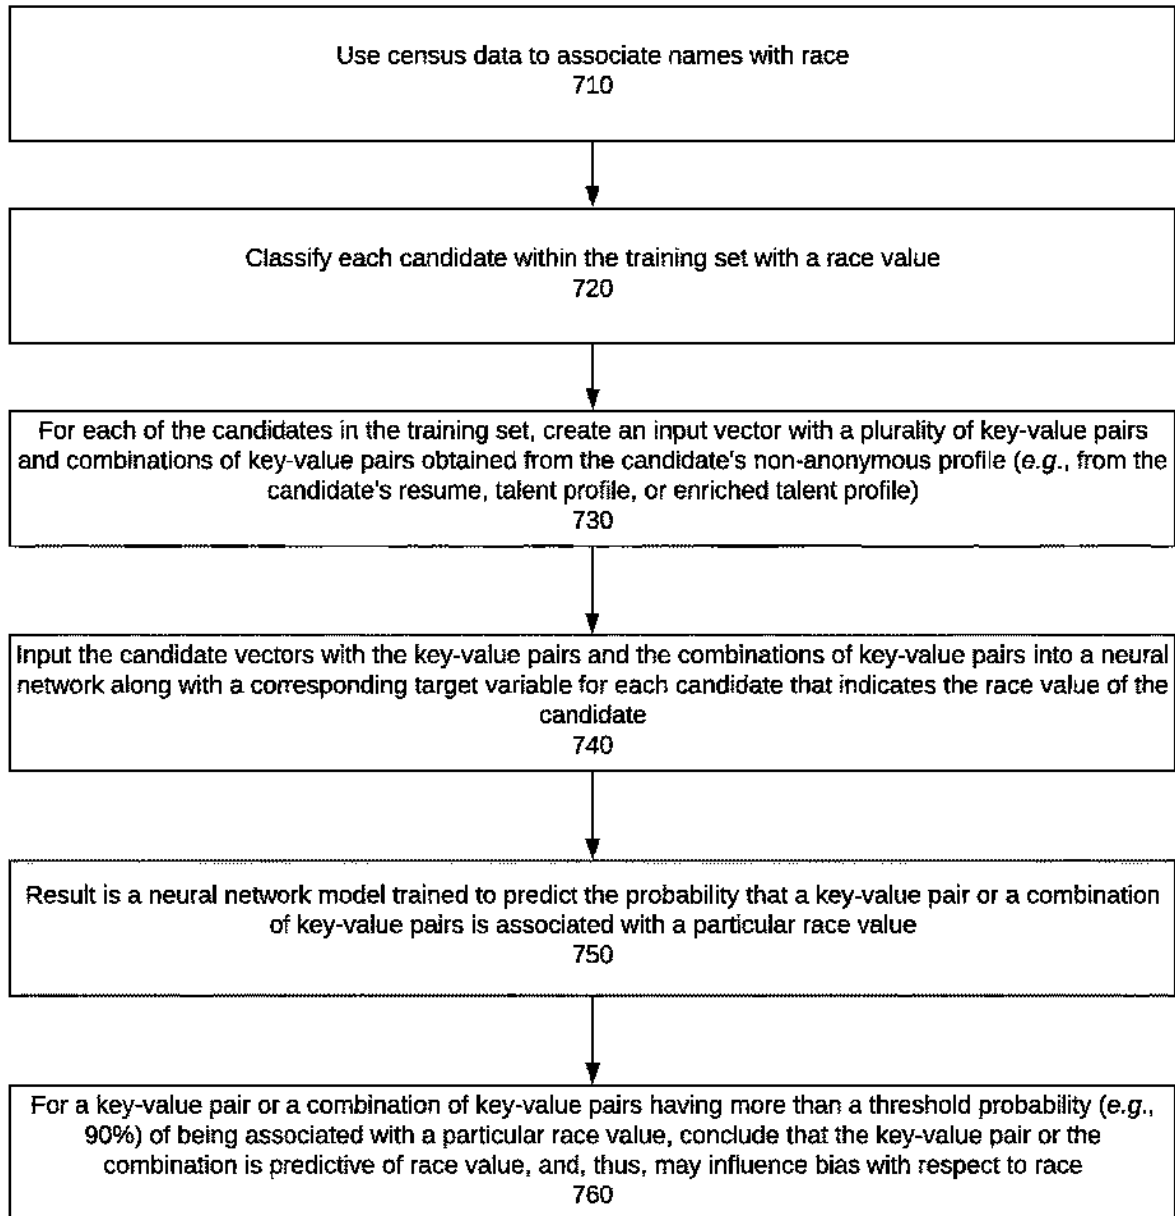 Use census data to associate names with race
710
Classify each candidate within the training set with a race value
720
For each of the candidates in the training set, create an input vector with a plurality of key-value pairs
and combinations of key-value pairs obtained from the candidate's non-anonymous profile (e.g., from the
candidate's resume, talent profile, or enriched talent profile)
730
Input the candidate vectors with the key-value pairs and the combinations of key-value pairs into a neural
network along with a corresponding target variable for each candidate that indicates the race value of the
candidate
740
Result is a neural network model trained to predict the probability that a key-value pair or a combination
of key-value pairs is associated with a particular race value
750
For a key-value pair or a combination of key-value pairs having more than a threshold probability (e.g.,
90%) of being associated with a particular race value, conclude that the key-value pair or the
combination is predictive of race value, and, thus, may influence bias with respect to race
760